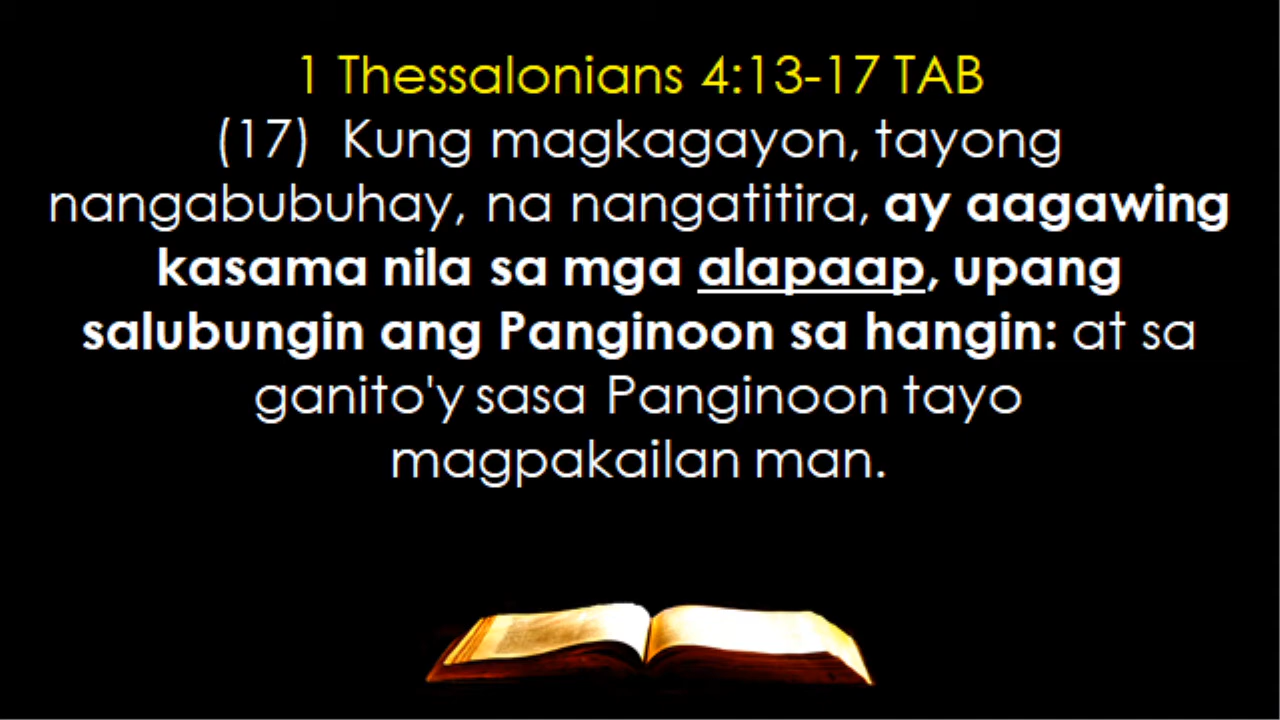 1 Thessalonians 4:13-17 TAB
(17) Kung magkagayon, tayong
nangabubuhay, na nangatitira, ay aagawing
kasama nila sa mga alapaap, upang
salubungin ang Panginoon sa hangin: at sa
ganito'y sasa Panginoon tayo
magpakailan man.